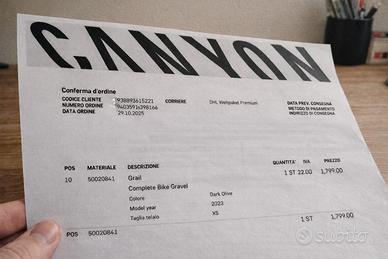 CANYON
Conferma d'ordine
CODICE CLIENTE 938893615221 CORRIERE DHL Weltpaket Premium DATA PREV. CONSEGNA
NUMERO ORDINE 94035916398166 METODO DI PAGAMENTO
DATA ORDINE 29.10.2025 INDIRIZZO DI CONSEGNA
POS MATERIALE DESCRIZIONE QUANTITA' IVA PREZZO
10 50020841 Grail 1 ST 22.00 1,799.00
Complete Bike Gravel
Colore Dark Olive
Model year 2023
Taglia telaio XS
1 ST 1,799.00
POS 50020841
subito